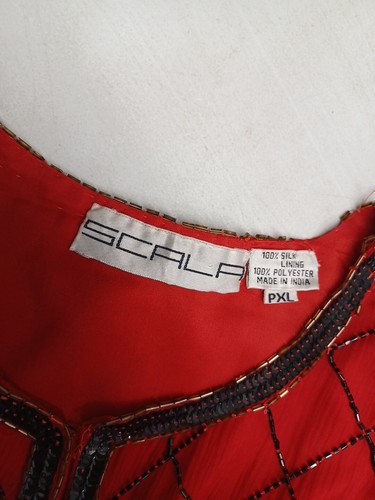 SCALA
100% SILK
LINING
100% POLYESTER
MADE IN INDIA
PXL